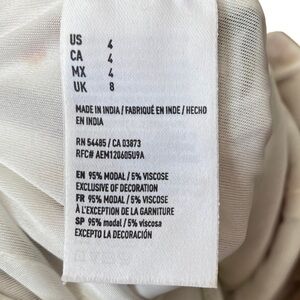 US 4
CA 4
MX 4
UK 8
MADE IN INDIA / FABRIQUÉ EN INDE / HECHO
EN INDIA
RN 54485 / CA 03873
RFC# AEM120605U9A
EN 95% MODAL / 5% VISCOSE
EXCLUSIVE OF DECORATION
FR 95% MODAL / 5% VISCOSE
À L'EXCEPTION DE LA GARNITURE
SP 95% MODAL / 5% viscosa
EXCEPTO LA DECORACIÓN